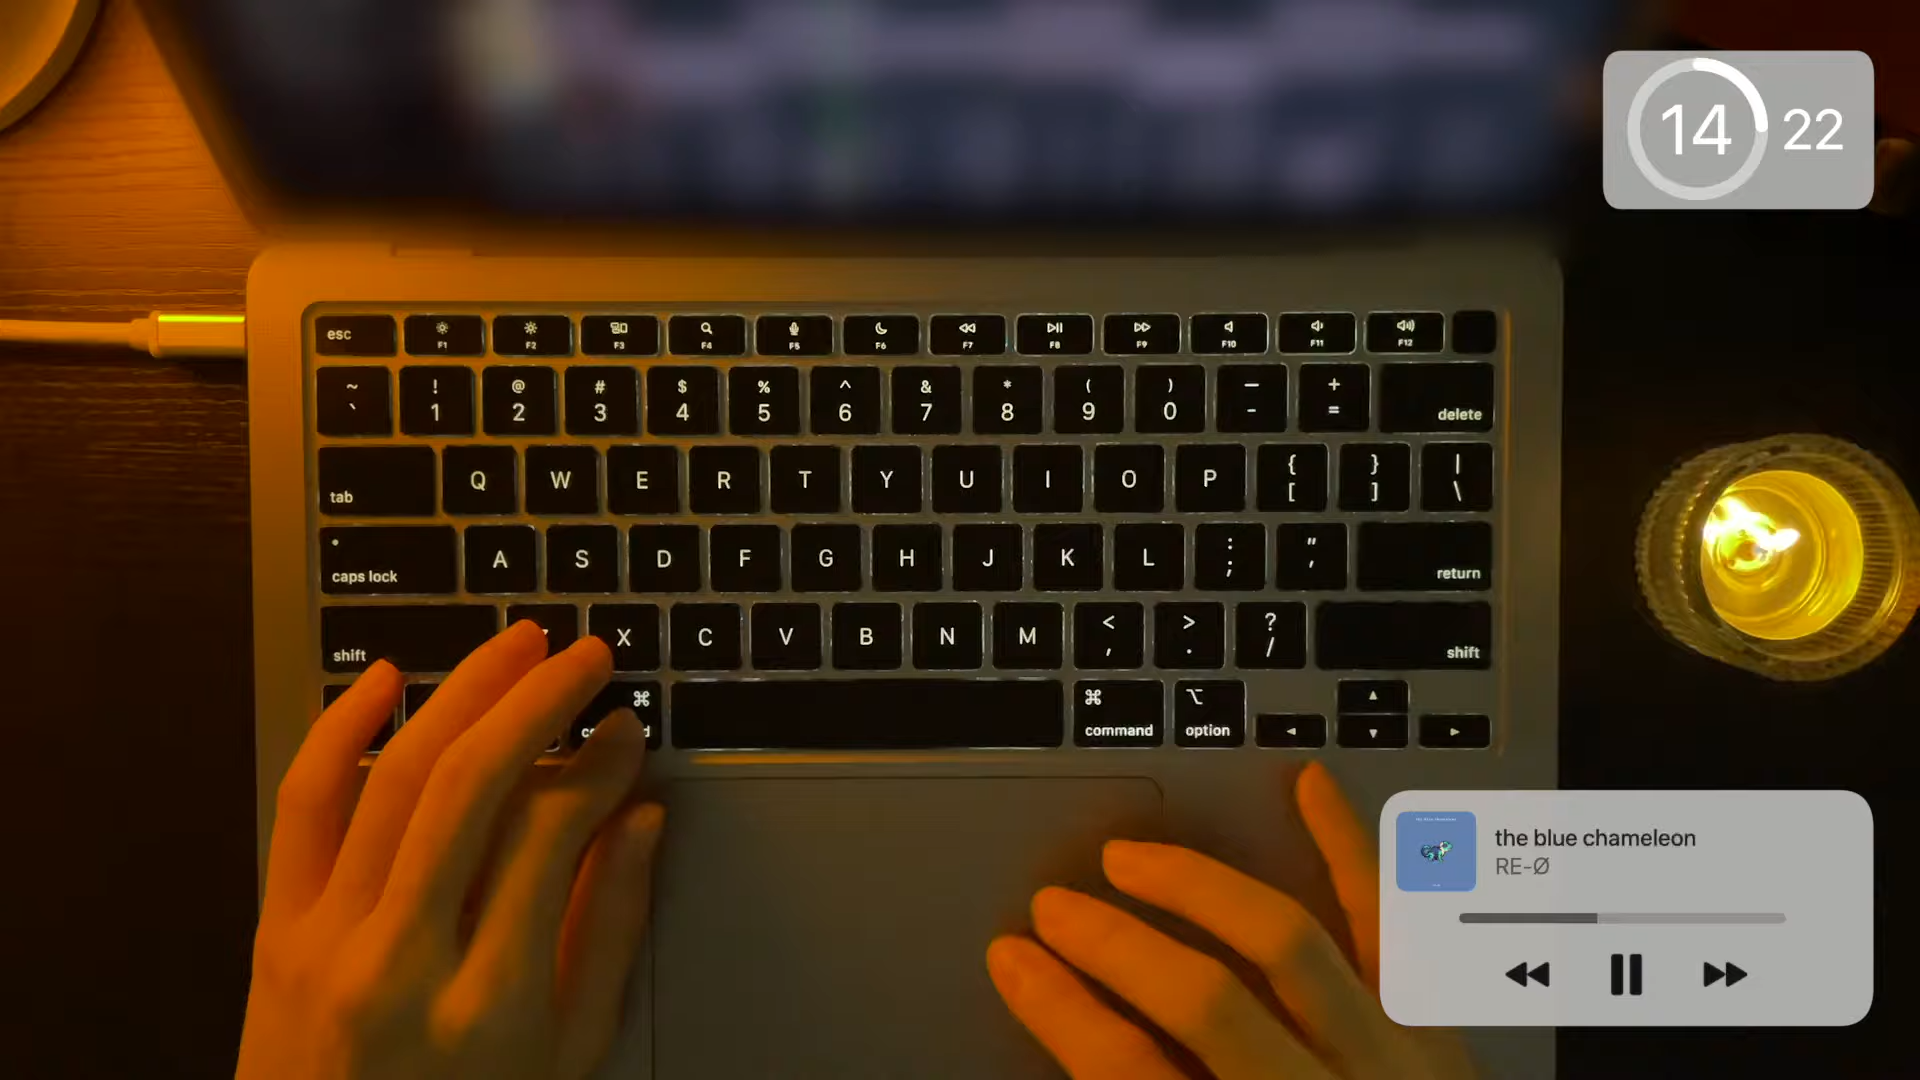 14 22
esc F1 F2 F3 F4 F5 F6 F7 F8 F9 F10 F11 F12
~ ! @ # $ % ^ & * ( ) — +
` 1 2 3 4 5 6 7 8 9 0 - = delete
tab Q W E R T Y U I O P { [ } ] | \
caps lock A S D F G H J K L : ; " ' return
shift X C V B N M < , > . ? / shift
⌘ ⌘ command ⌥ option
the blue chameleon
RE-Ø